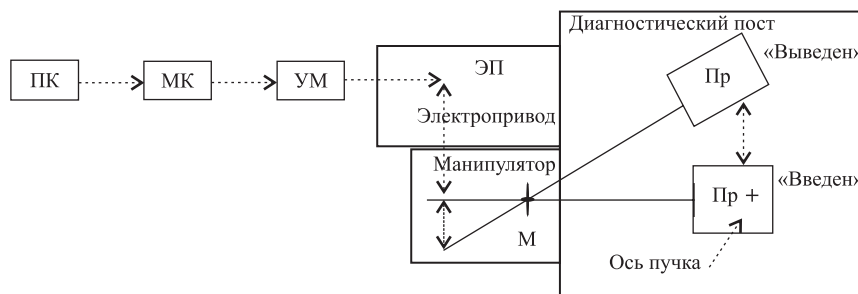 Диагностический пост
«Выведен»
ЭП
Пр
ПК
МК
УМ
Электропривод
Манипулятор
«Введен»
Пр +
М
Ось пучка